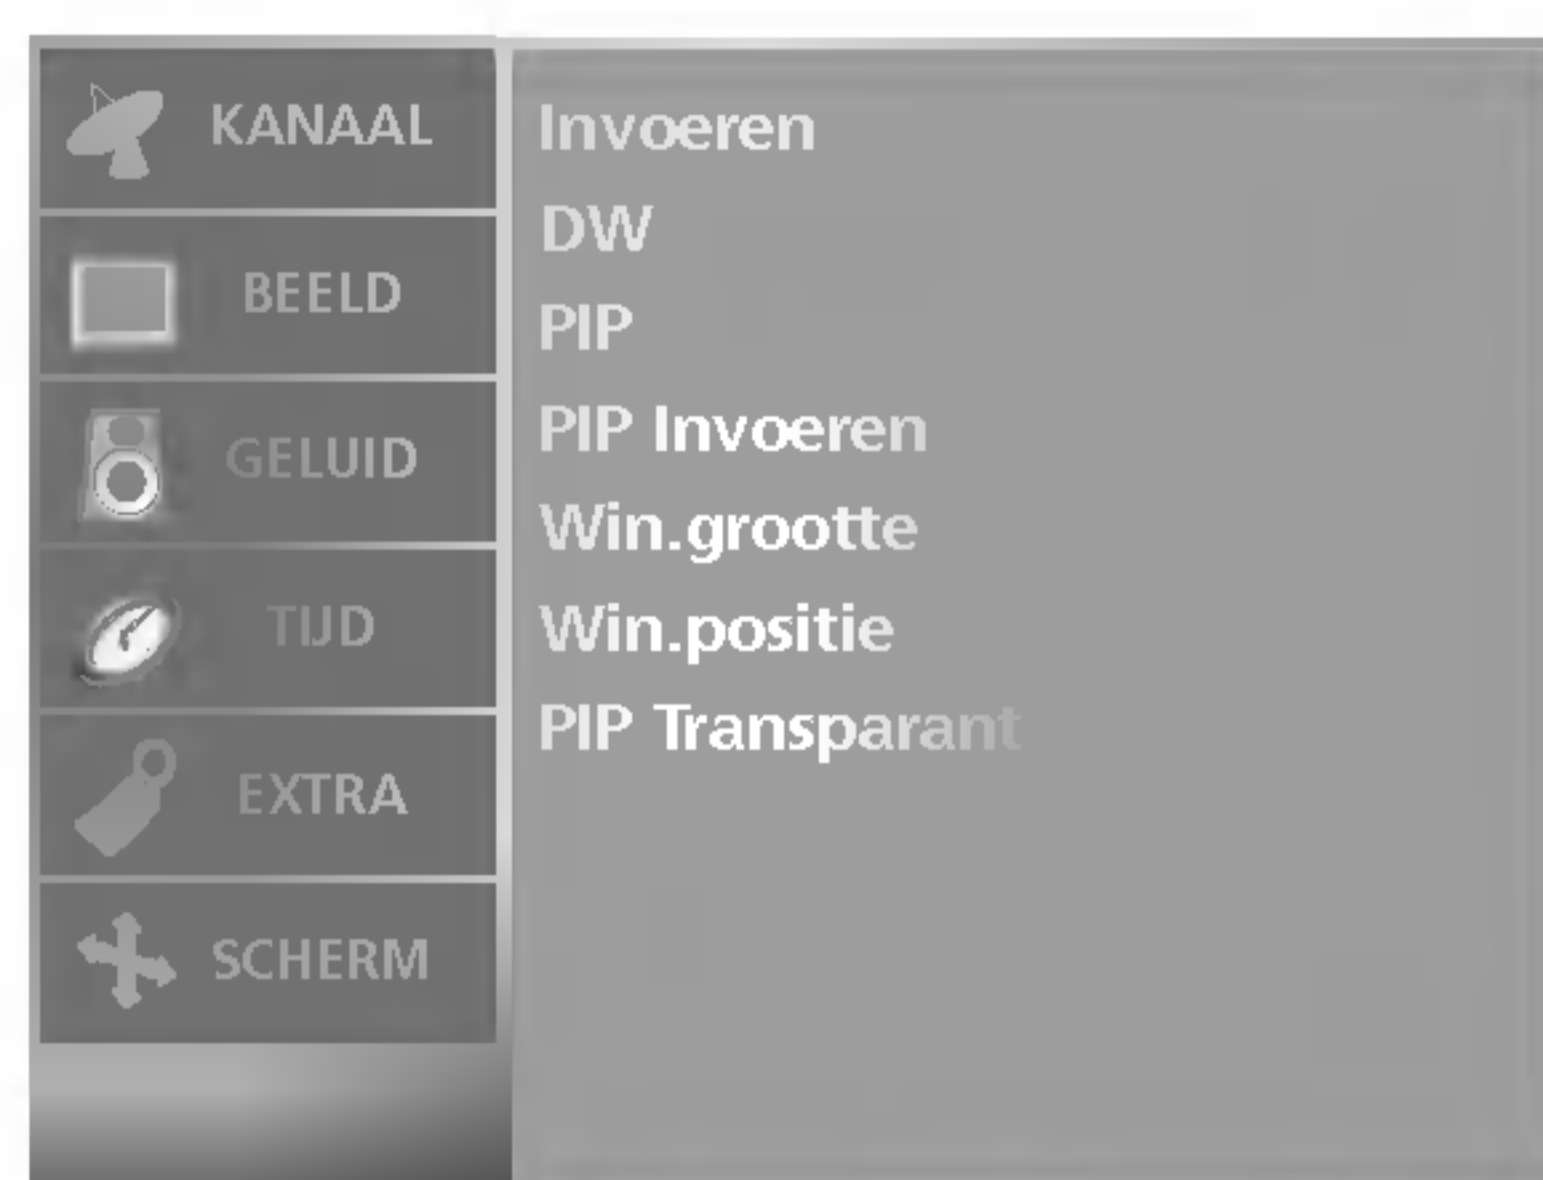 KANAAL
BEELD
GELUID
TIJD
EXTRA
SCHERM
Invoeren
DW
PIP
PIP Invoeren
Win.grootte
Win.positie
PIP Transparant